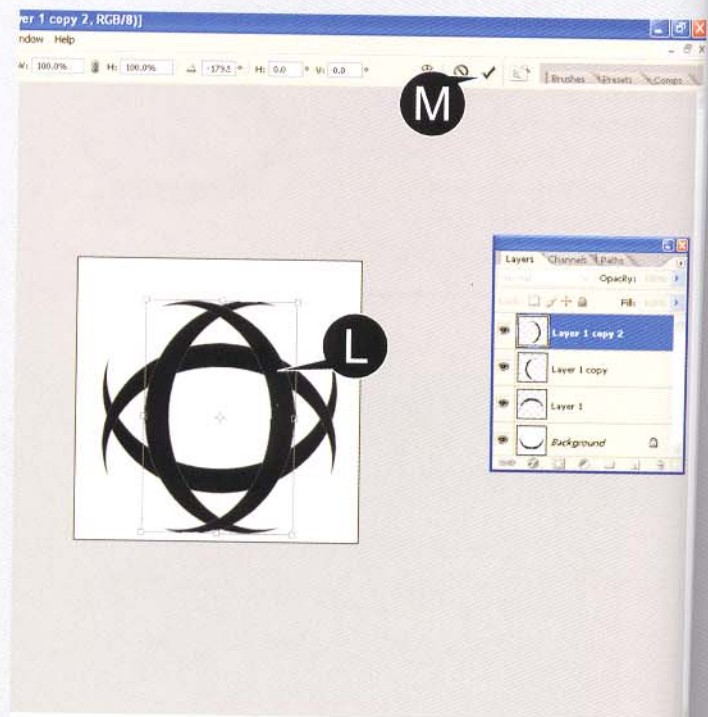 er 1 copy 2, RGB/8)]
ndow Help
W: 100.0% H: 100.0% -179.5 ° H: 0.0 ° V: 0.0 °
Brushes Presets Comps
M
Layers Channels Paths
Opacity:
Fill:
Layer 1 copy 2
L
Layer 1 copy
Layer 1
Background